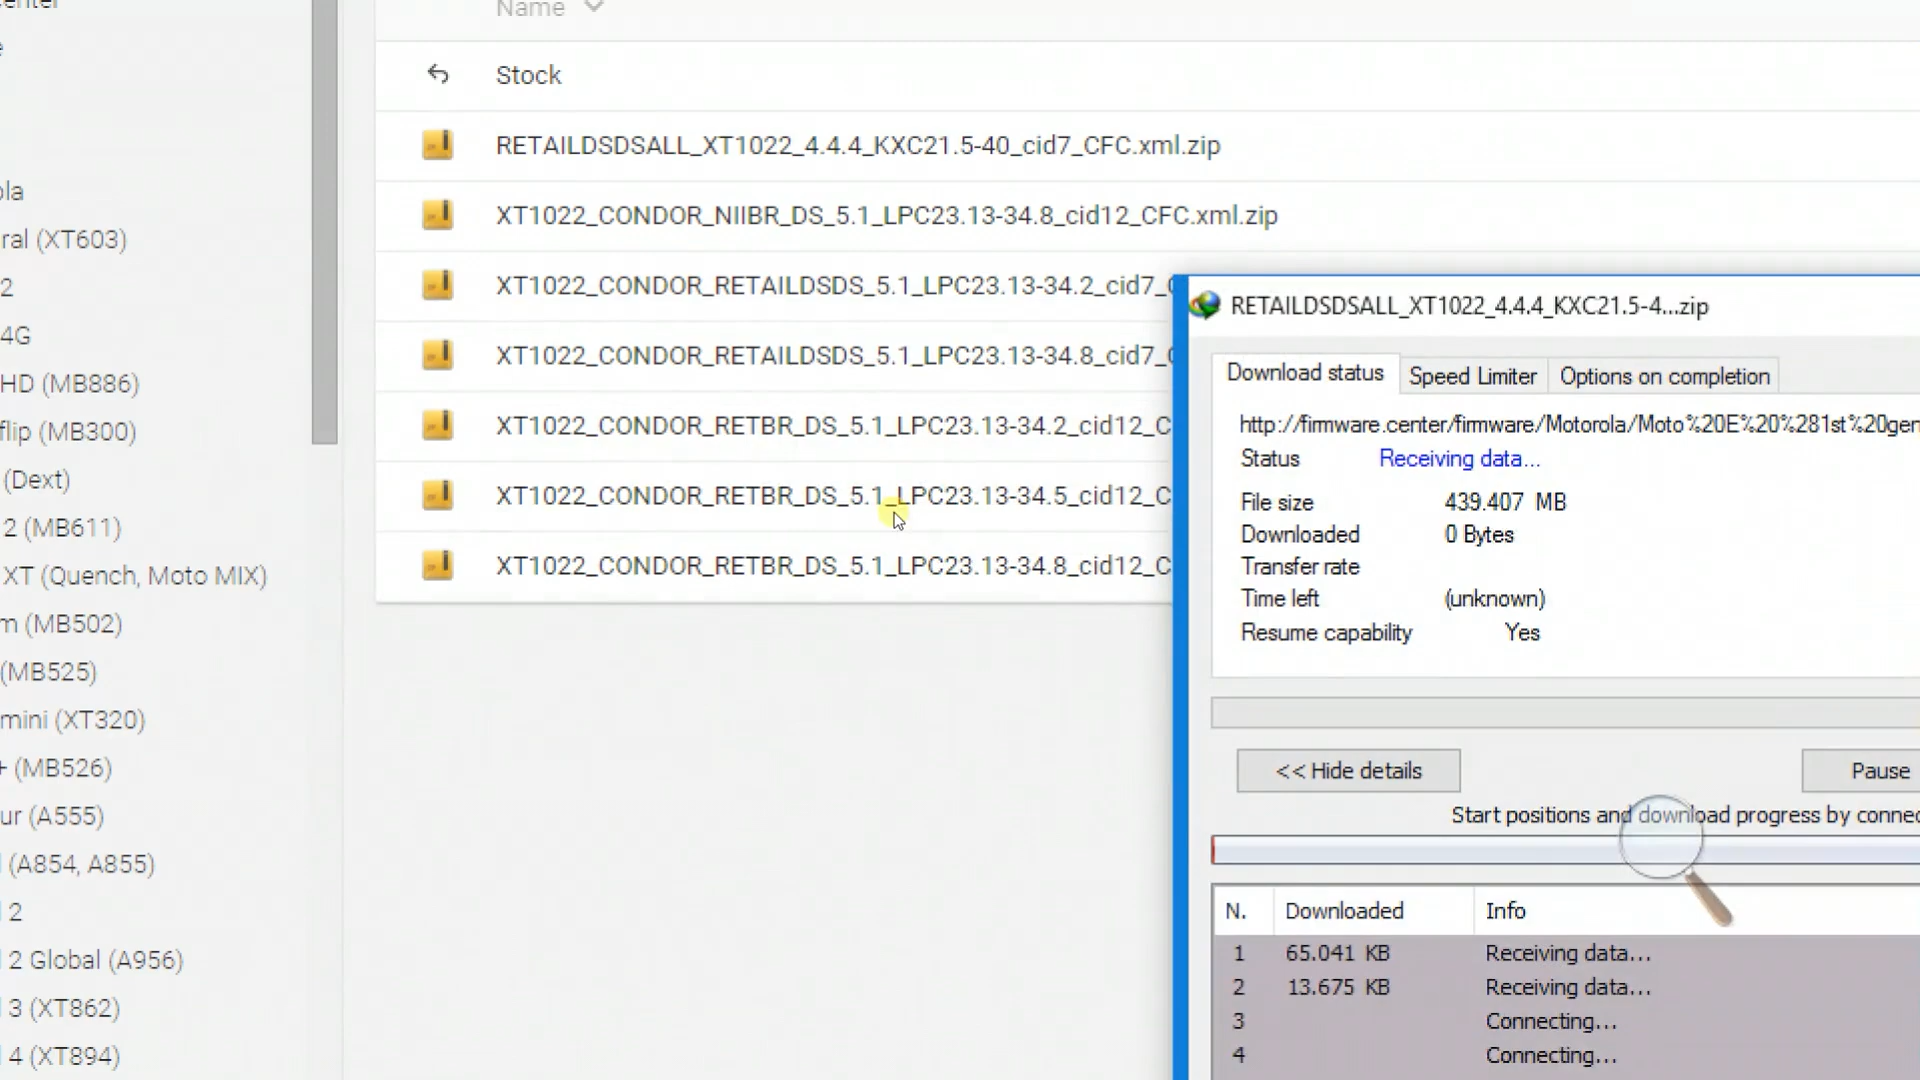 Name
Stock
RETAILDSDSALL_XT1022_4.4.4_KXC21.5-40_cid7_CFC.xml.zip
XT1022_CONDOR_NIIBR_DS_5.1_LPC23.13-34.8_cid12_CFC.xml.zip
XT1022_CONDOR_RETAILDSDS_5.1_LPC23.13-34.2_cid7_C
XT1022_CONDOR_RETAILDSDS_5.1_LPC23.13-34.8_cid7_C
XT1022_CONDOR_RETBR_DS_5.1_LPC23.13-34.2_cid12_C
XT1022_CONDOR_RETBR_DS_5.1_LPC23.13-34.5_cid12_C
XT1022_CONDOR_RETBR_DS_5.1_LPC23.13-34.8_cid12_C
ola
ral (XT603)
2
4G
HD (MB886)
flip (MB300)
(Dext)
2 (MB611)
XT (Quench, Moto MIX)
m (MB502)
(MB525)
mini (XT320)
+ (MB526)
ur (A555)
(A854, A855)
2
2 Global (A956)
3 (XT862)
4 (XT894)
RETAILDSDSALL_XT1022_4.4.4_KXC21.5-4...zip
Download status
Speed Limiter
Options on completion
http://firmware.center/firmware/Motorola/Moto%20E%20%281st%20gen
Status Receiving data...
File size 439.407 MB
Downloaded 0 Bytes
Transfer rate
Time left (unknown)
Resume capability Yes
<< Hide details
Pause
Start positions and download progress by connec
N. Downloaded Info
1 65.041 KB Receiving data...
2 13.675 KB Receiving data...
3 Connecting...
4 Connecting...